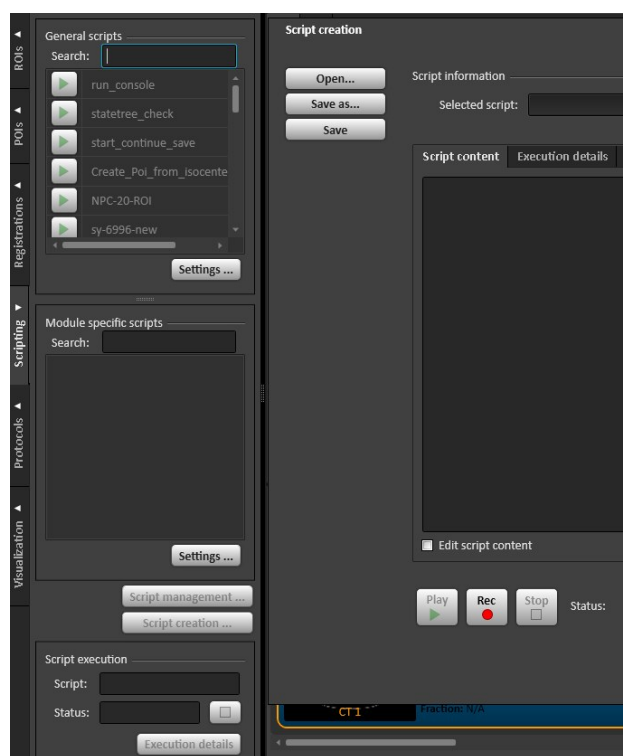 ROIs
POIs
Registrations
Scripting
Protocols
Visualization
General scripts
Search:
run_console
statetree_check
start_continue_save
Create_Poi_from_isocente
NPC-20-ROI
sy-6996-new
Settings ...
Module specific scripts
Search:
Settings ...
Script management ...
Script creation ...
Script execution
Script:
Status:
Execution details
Script creation
Open...
Save as...
Save
Script information
Selected script:
Script content
Execution details
Edit script content
Play
Rec
Stop
Status:
CT 1
Fraction: N/A